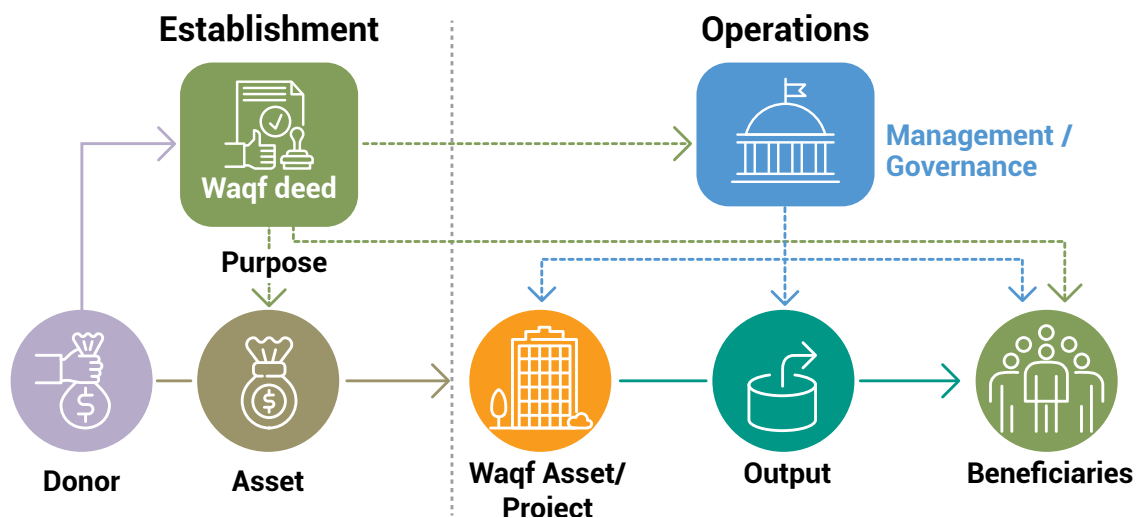 Establishment
Operations
Waqf deed
Management /
Governance
Purpose
$
$
Donor
Asset
Waqf Asset/
Project
Output
Beneficiaries